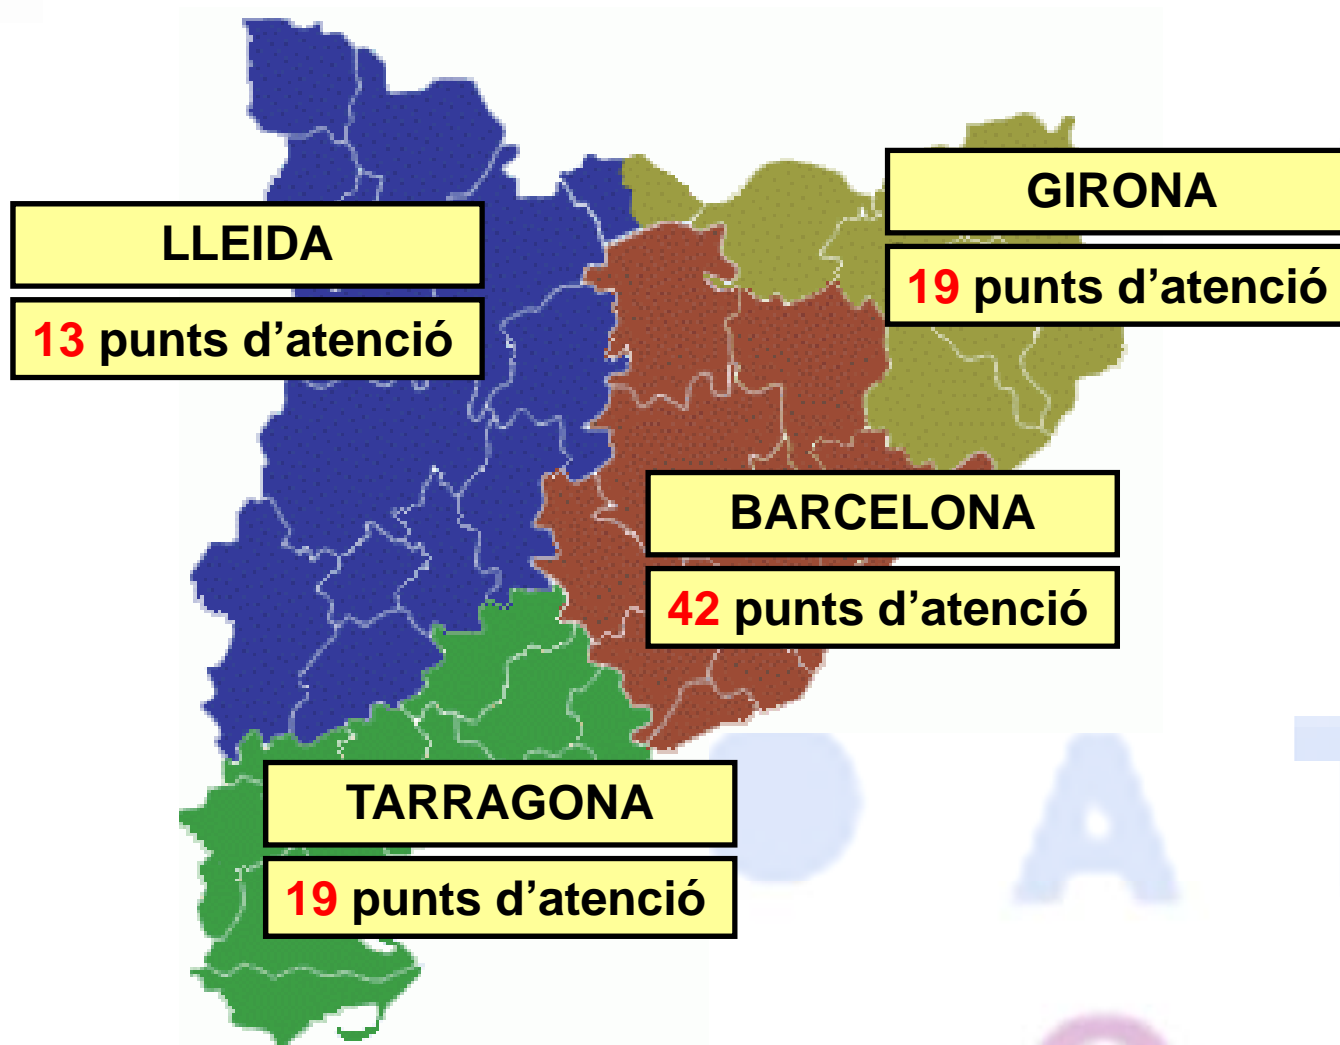 GIRONA
19 punts d’atenció
LLEIDA
13 punts d’atenció
BARCELONA
42 punts d’atenció
TARRAGONA
19 punts d’atenció
A